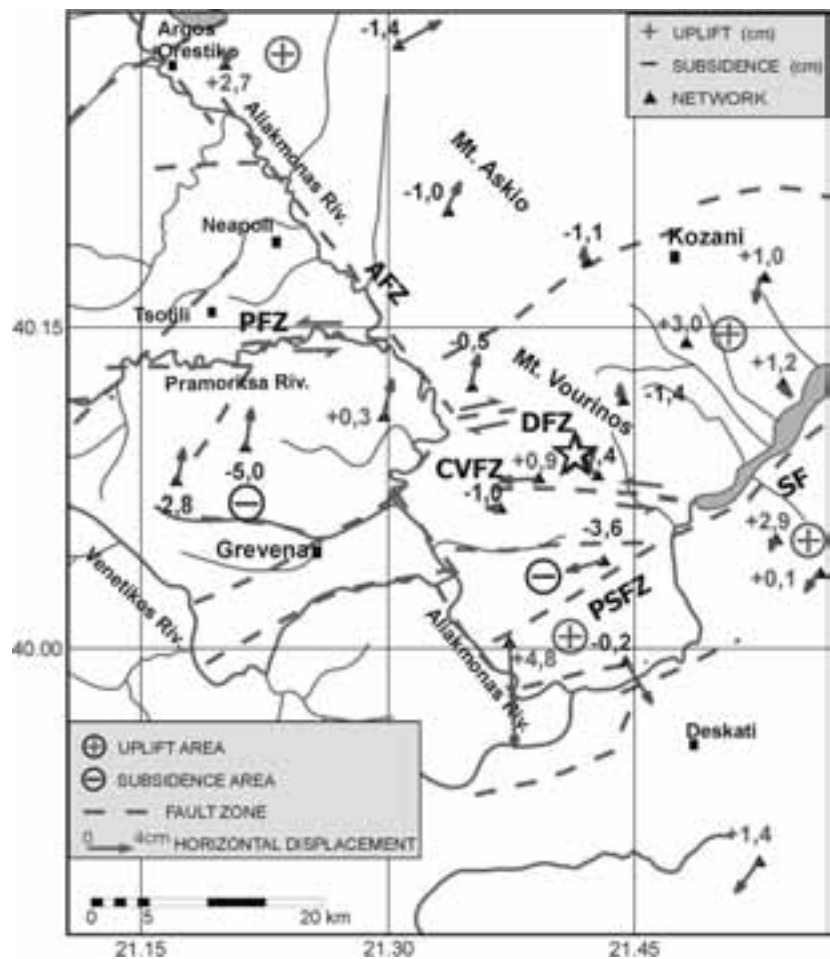 Argos
Orestiko
+2,7
-1,4
+ UPLIFT (cm)
– SUBSIDENCE (cm)
▲ NETWORK
Aliakmonas Riv.
Mt. Askio
-1,0
Neapoli
-1,1
Kozani
+1,0
AFZ
Tsotili
PFZ
40.15
+3,0
-0,5
+1,2
Mt. Vourinos
Pramorksa Riv.
-1,4
+0,3
DFZ
-5,0
-2,8
CVFZ
+0,9
-1,0
SF
-3,6
+2,9
Grevena
+0,1
Venetikos Riv.
PSFZ
Aliakmonas Riv.
-0,2
40.00
+4,8
Deskati
UPLIFT AREA
SUBSIDENCE AREA
FAULT ZONE
0 4cm HORIZONTAL DISPLACEMENT
+1,4
0 5 20 km
21.15 21.30 21.45